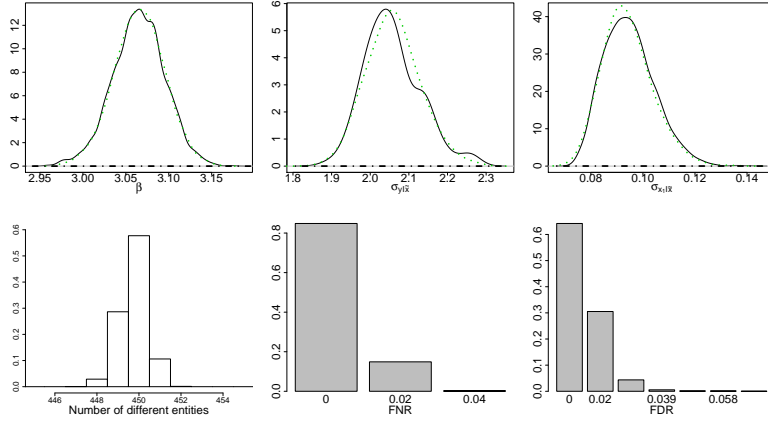 0 2 4 6 8 10 12
2.95 3.00 3.05 3.10 3.15
β
0 1 2 3 4 5 6
1.8 1.9 2.0 2.1 2.2 2.3
σy|x̃
0 10 20 30 40
0.08 0.10 0.12 0.14
σx₁|x̃
0.0 0.1 0.2 0.3 0.4 0.5 0.6
446 448 450 452 454
Number of different entities
0.0 0.2 0.4 0.6 0.8
0 0.02 0.04
FNR
0.0 0.1 0.2 0.3 0.4 0.5 0.6
0 0.02 0.039 0.058
FDR